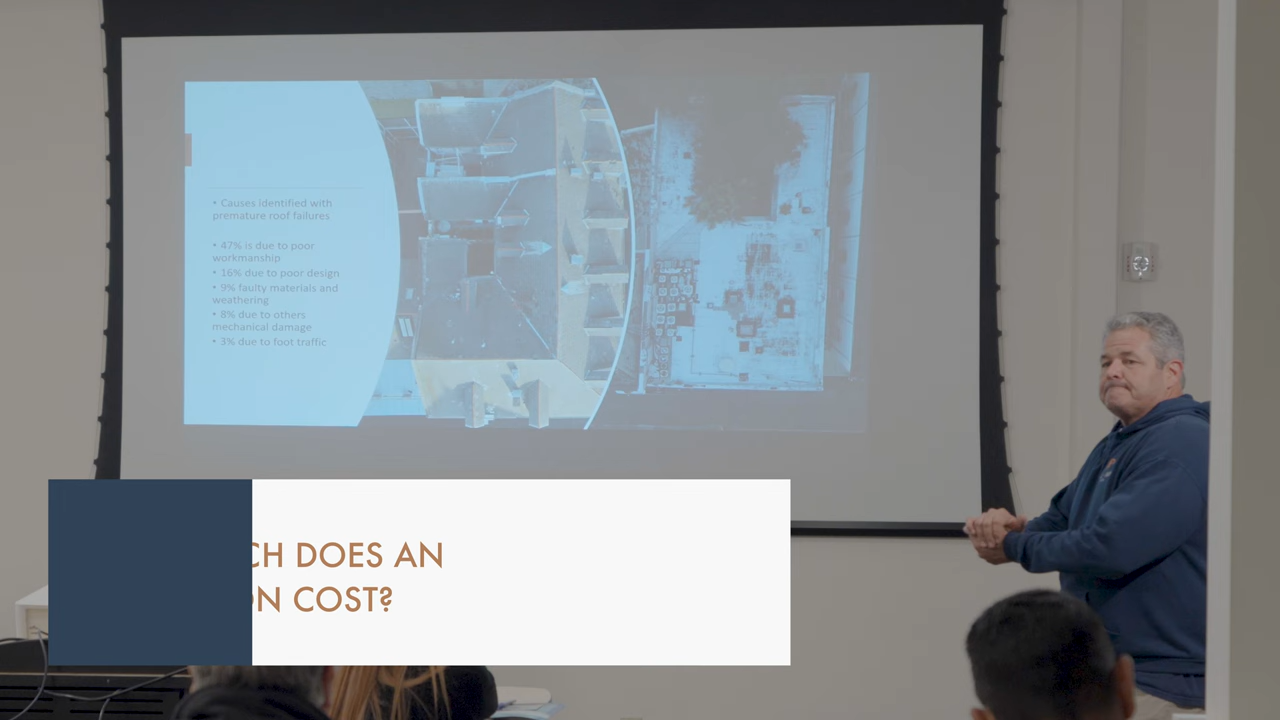 • Causes identified with
premature roof failures
• 47% is due to poor
workmanship
• 16% due to poor design
• 9% faulty materials and
weathering
• 8% due to others
mechanical damage
• 3% due to foot traffic
CH DOES AN
ON COST?